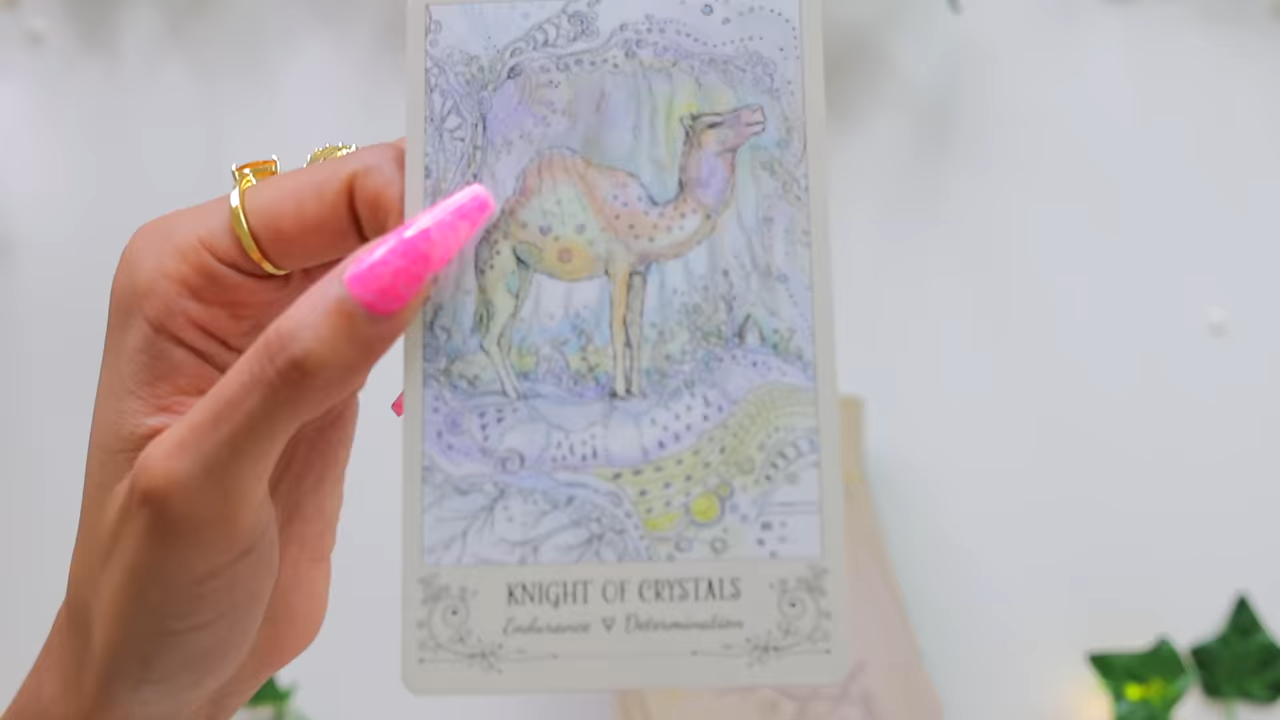 KNIGHT OF CRYSTALS
Endurance ♡ Determination